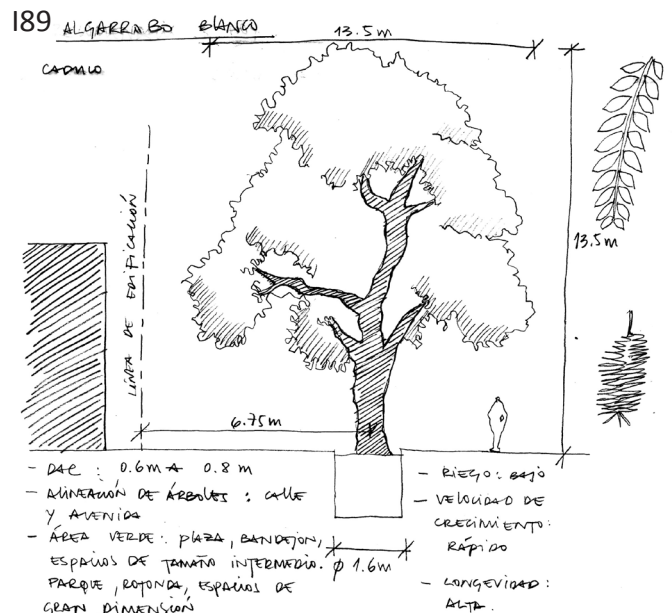 I89 ALGARROBO BLANCO
CADUCO
13.5m
LÍNEA DE EDIFICACIÓN
13.5m
6.75m
- DAC : 0.6m A 0.8 m
- ALINEACIÓN DE ÁRBOLES : CALLE
Y AVENIDA
- ÁREA VERDE: PLAZA, BANDEJON,
ESPACIOS DE TAMAÑO INTERMEDIO.
PARQUE, ROTONDA, ESPACIOS DE
GRAN DIMENSIÓN
φ 1.6m
- RIEGO: BAJO
- VELOCIDAD DE
CRECIMIENTO:
RÁPIDO
- LONGEVIDAD:
ALTA.